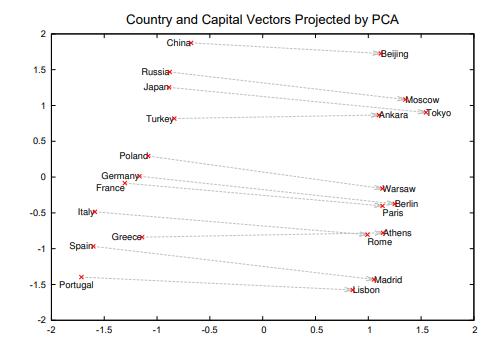 Country and Capital Vectors Projected by PCA
2
China
Beijing
1.5
Russia
Japan
Moscow
1
Tokyo
Turkey
Ankara
0.5
Poland
0
Germany
France
Warsaw
Berlin
Paris
-0.5
Italy
Greece
Athens
Rome
-1
Spain
Madrid
Portugal
Lisbon
-1.5
-2
-2 -1.5 -1 -0.5 0 0.5 1 1.5 2